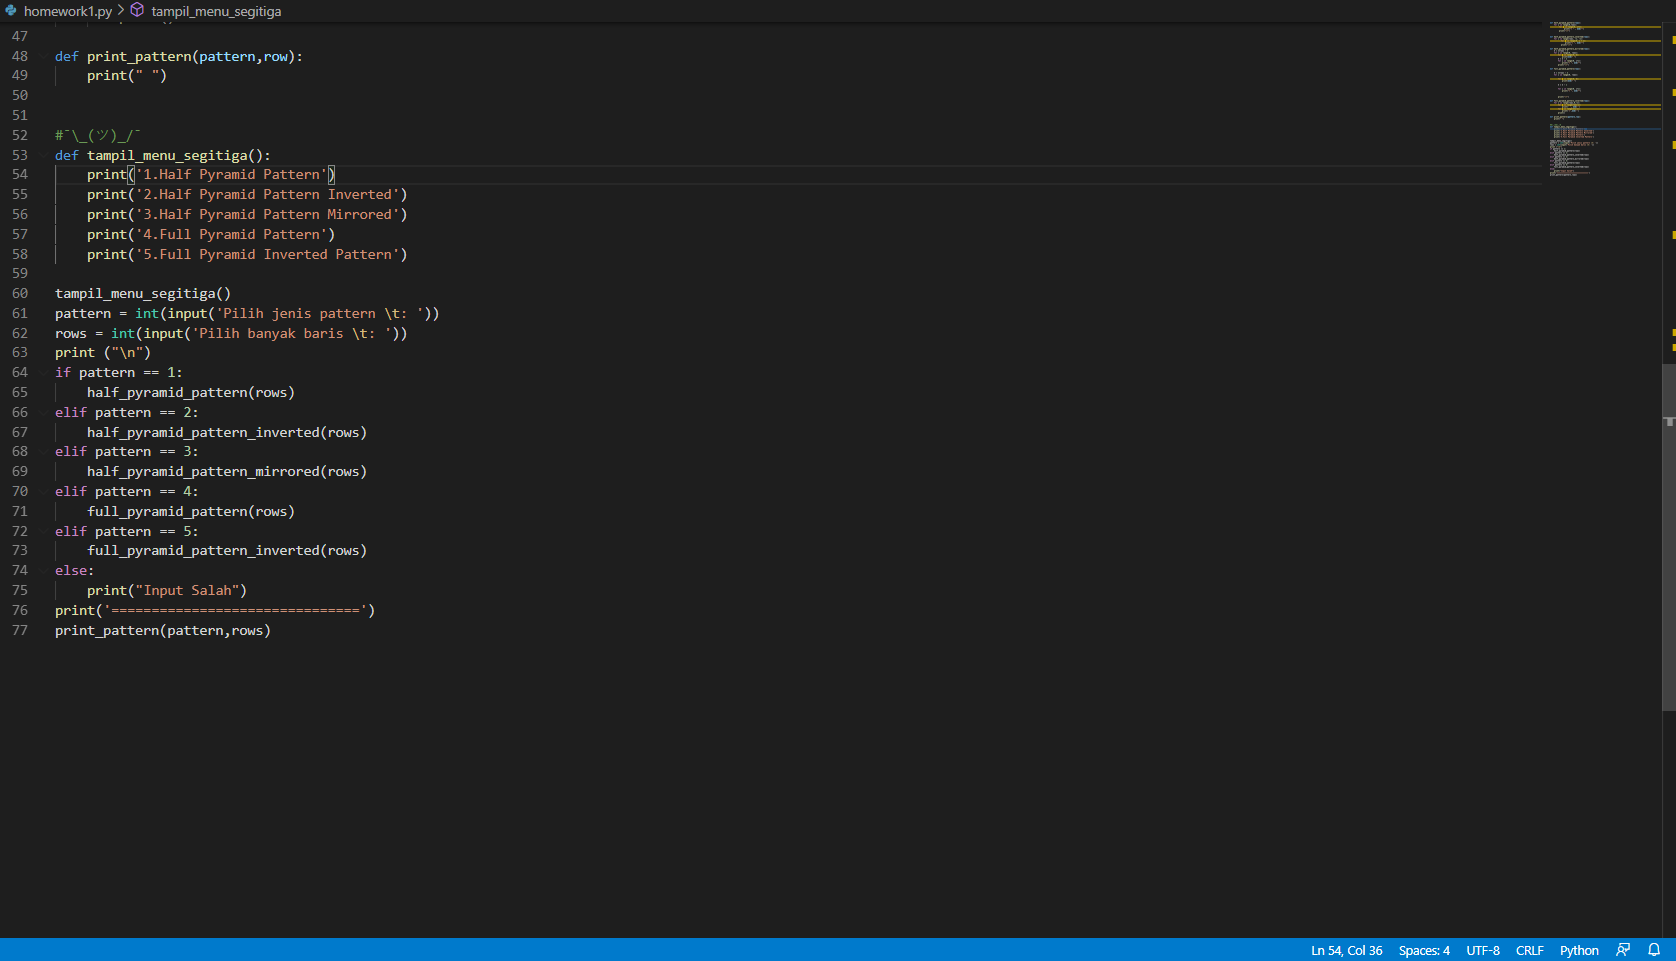 homework1.py > tampil_menu_segitiga
47
48 def print_pattern(pattern,row):
49     print(" ")
50
51
52 #¯\_(ツ)_/¯
53 def tampil_menu_segitiga():
54     print('1.Half Pyramid Pattern')
55     print('2.Half Pyramid Pattern Inverted')
56     print('3.Half Pyramid Pattern Mirrored')
57     print('4.Full Pyramid Pattern')
58     print('5.Full Pyramid Inverted Pattern')
59
60 tampil_menu_segitiga()
61 pattern = int(input('Pilih jenis pattern \t: '))
62 rows = int(input('Pilih banyak baris \t: '))
63 print ("\n")
64 if pattern == 1:
65     half_pyramid_pattern(rows)
66 elif pattern == 2:
67     half_pyramid_pattern_inverted(rows)
68 elif pattern == 3:
69     half_pyramid_pattern_mirrored(rows)
70 elif pattern == 4:
71     full_pyramid_pattern(rows)
72 elif pattern == 5:
73     full_pyramid_pattern_inverted(rows)
74 else:
75     print("Input Salah")
76 print('===============================')
77 print_pattern(pattern,rows)
Ln 54, Col 36 Spaces: 4 UTF-8 CRLF Python